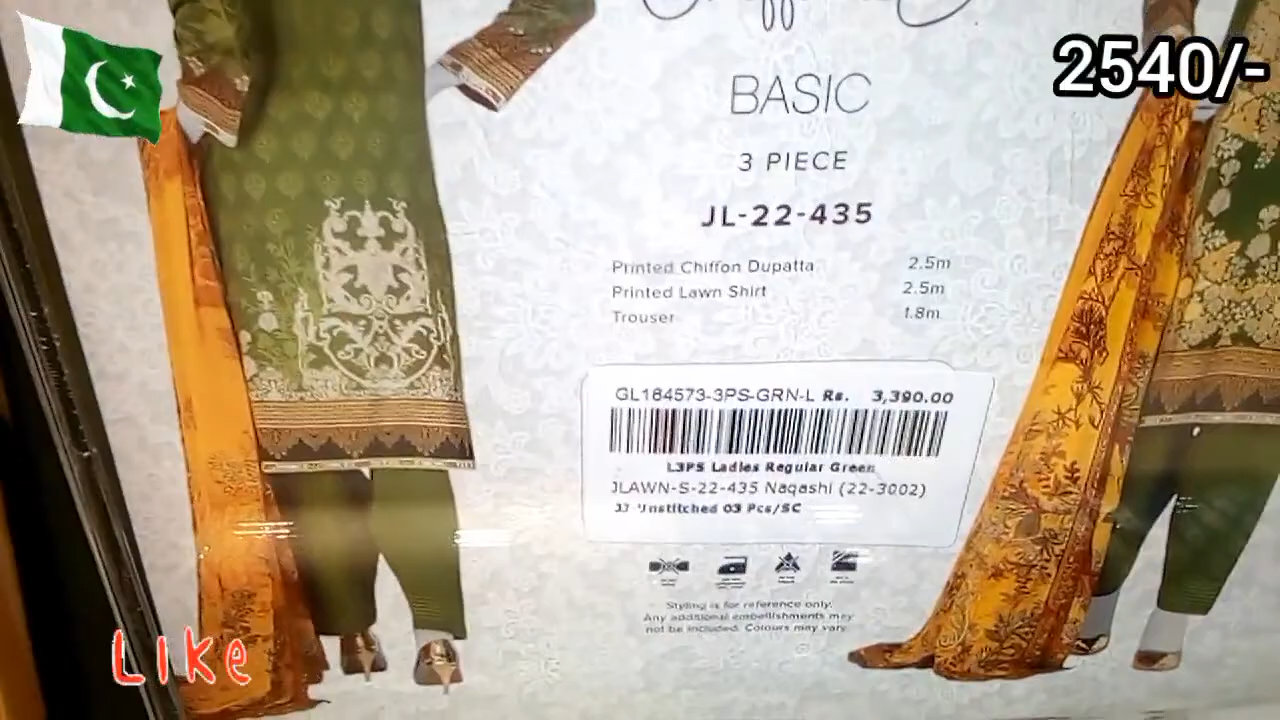 2540/-
BASIC
3 PIECE
JL-22-435
Printed Chiffon Dupatta 2.5m
Printed Lawn Shirt 2.5m
Trouser 1.8m
GL184573-3PS-GRN-L Rs. 3,390.00
L3PS Ladies Regular Green
JLAWN-S-22-435 Naqashi (22-3002)
JJ Unstitched 03 Pcs/SC
Styling is for reference only.
Any additional embellishments may
not be included. Colours may vary.
LIKe